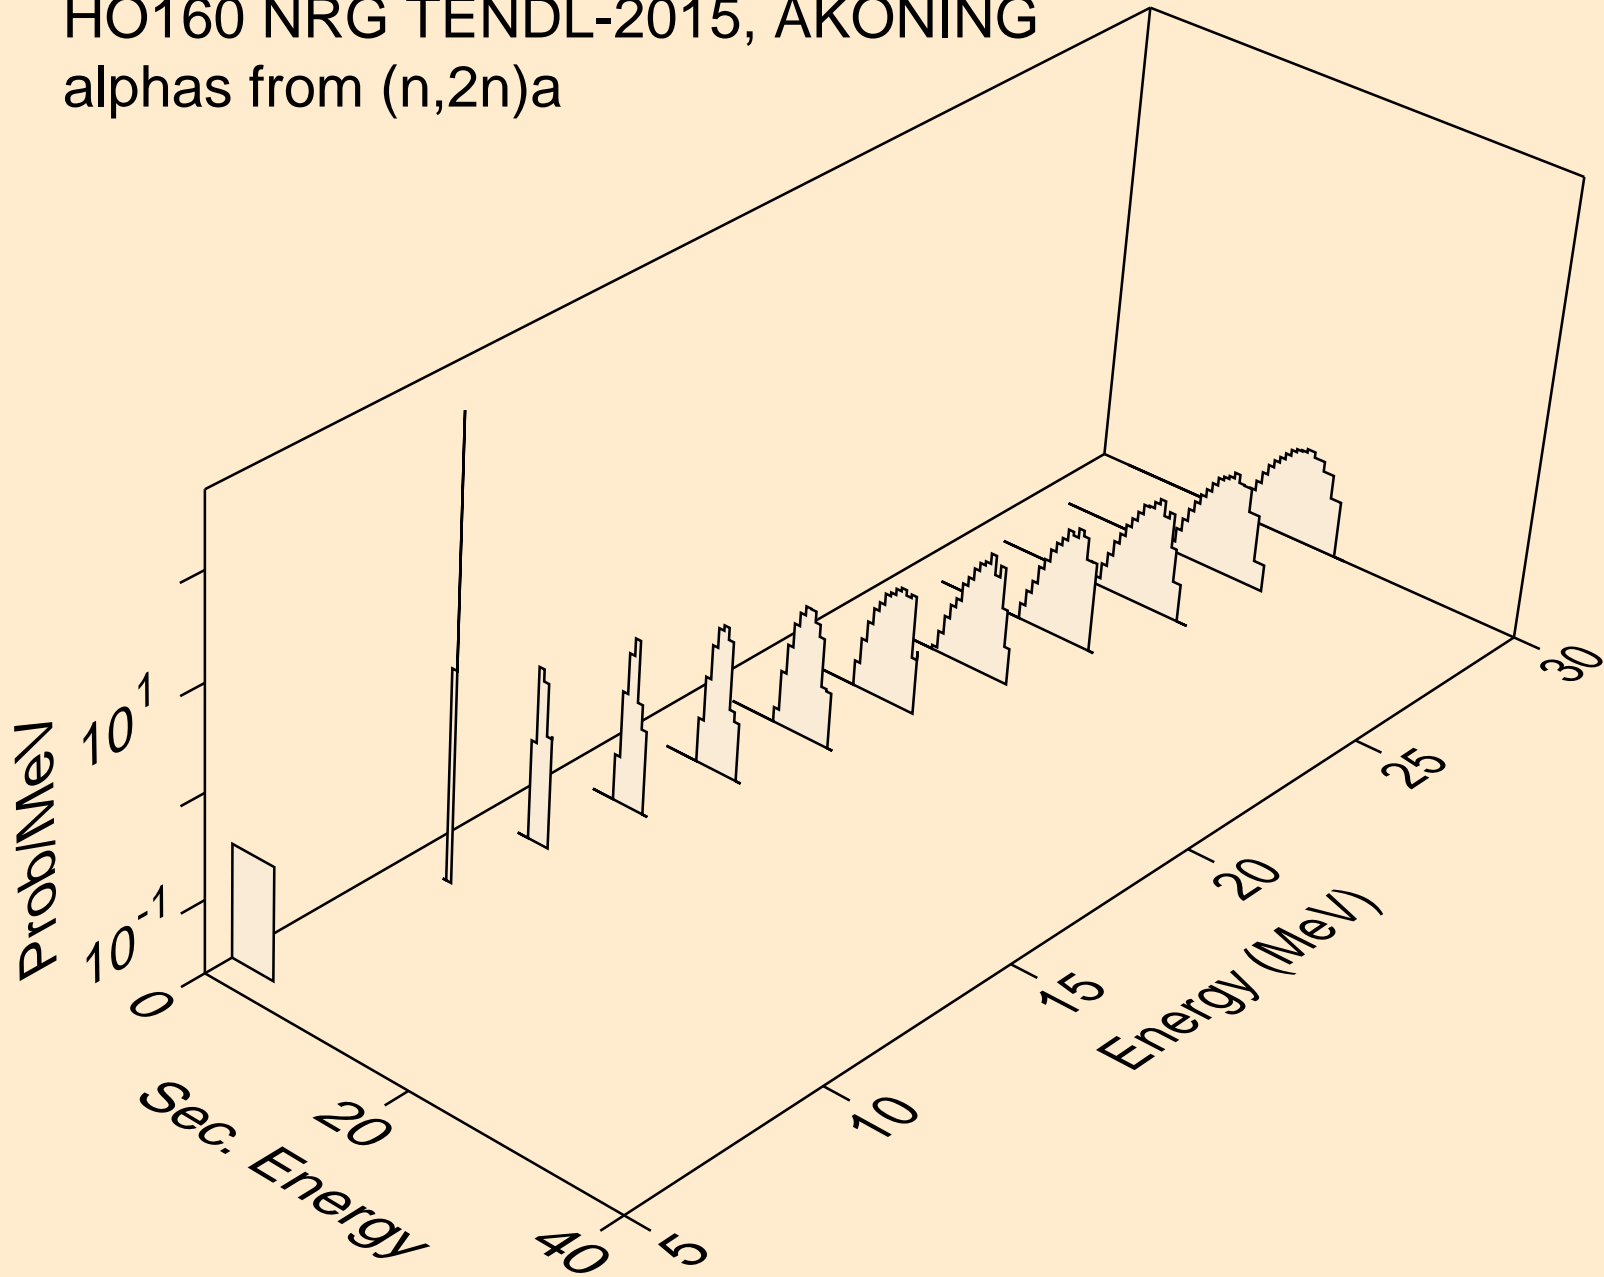 HO160 NRG TENDL-2015, AKONING
alphas from (n,2n)a
Prob/MeV
10^1
10^-1
0
20
40
Sec. Energy
5
10
15
20
25
30
Energy (MeV)